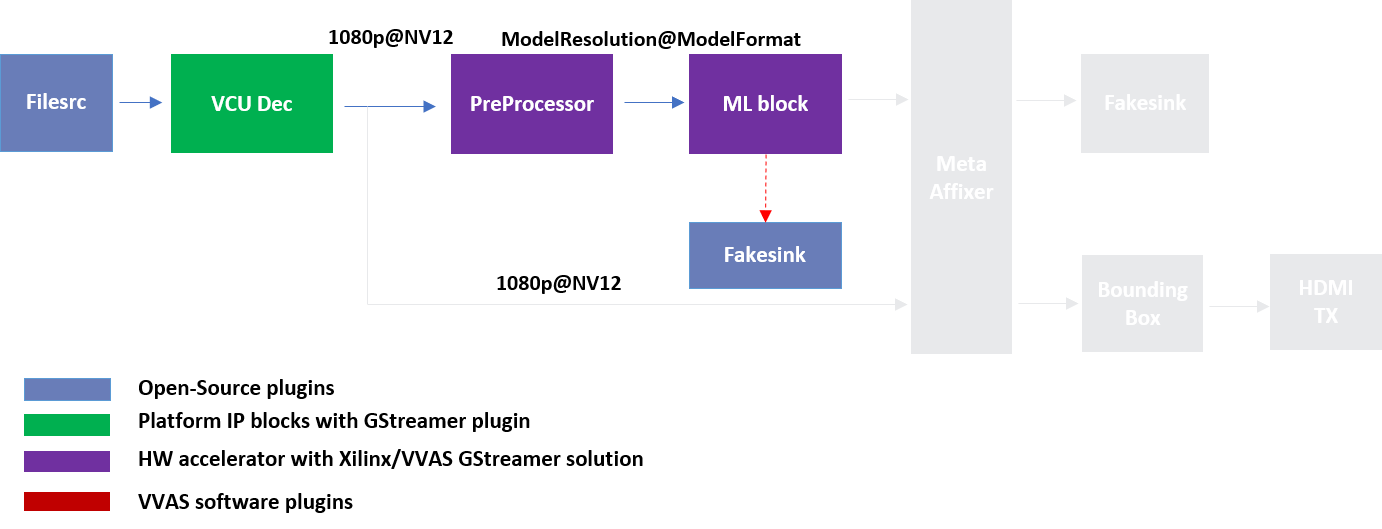 1080p@NV12
ModelResolution@ModelFormat
Filesrc
VCU Dec
PreProcessor
ML block
Fakesink
Meta
Affixer
Fakesink
1080p@NV12
Bounding
Box
HDMI
TX
Open-Source plugins
Platform IP blocks with GStreamer plugin
HW accelerator with Xilinx/VVAS GStreamer solution
VVAS software plugins